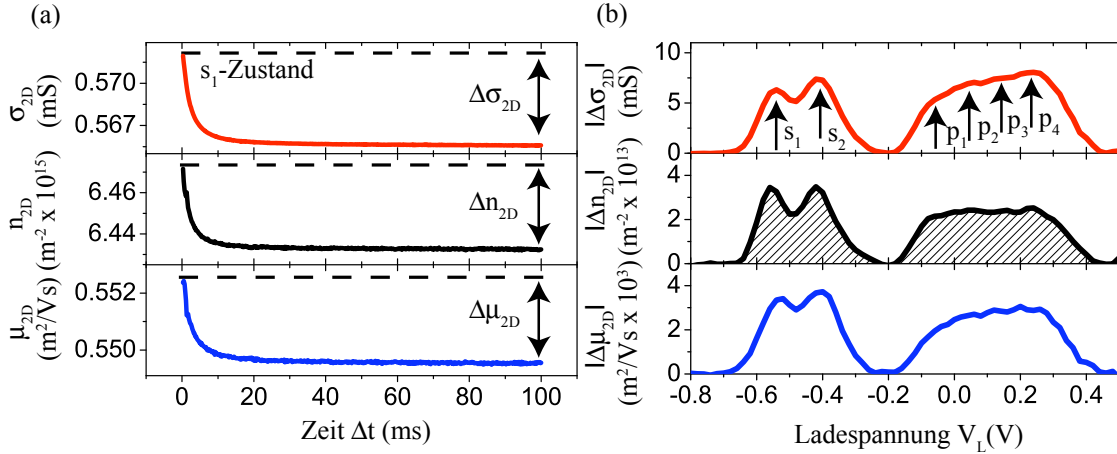 (a)
s₁-Zustand
0.570
0.567
σ₂D
(mS)
Δσ₂D
6.46
6.43
n₂D
(m⁻² x 10¹⁵)
Δn₂D
0.552
0.550
μ₂D
(m²/Vs)
Δμ₂D
0 20 40 60 80 100
Zeit Δt (ms)
(b)
10
5
0
|Δσ₂D|
(mS)
s₁ s₂ p₁ p₂ p₃ p₄
4
2
0
|Δn₂D|
(m⁻² x 10¹³)
4
2
0
|Δμ₂D|
(m²/Vs x 10³)
-0.8 -0.6 -0.4 -0.2 0.0 0.2 0.4
Ladespannung V_L(V)